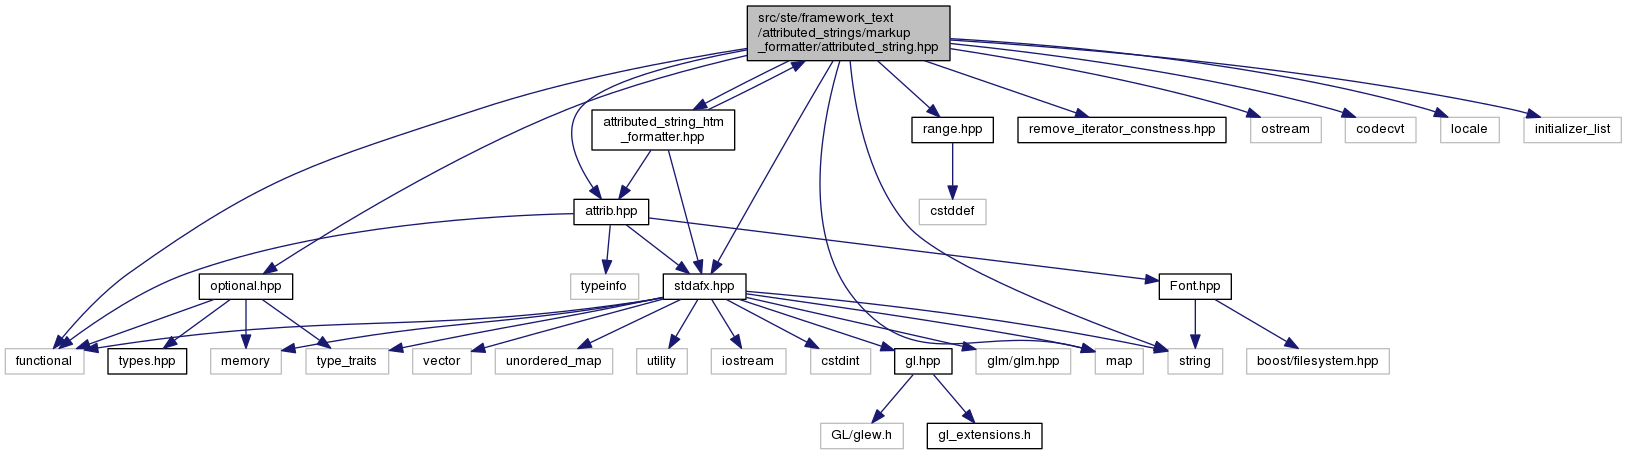 src/ste/framework_text
/attributed_strings/markup
_formatter/attributed_string.hpp
attributed_string_htm
_formatter.hpp
range.hpp
remove_iterator_constness.hpp
ostream
codecvt
locale
initializer_list
attrib.hpp
cstddef
optional.hpp
typeinfo
stdafx.hpp
Font.hpp
functional
types.hpp
memory
type_traits
vector
unordered_map
utility
iostream
cstdint
gl.hpp
glm/glm.hpp
map
string
boost/filesystem.hpp
GL/glew.h
gl_extensions.h